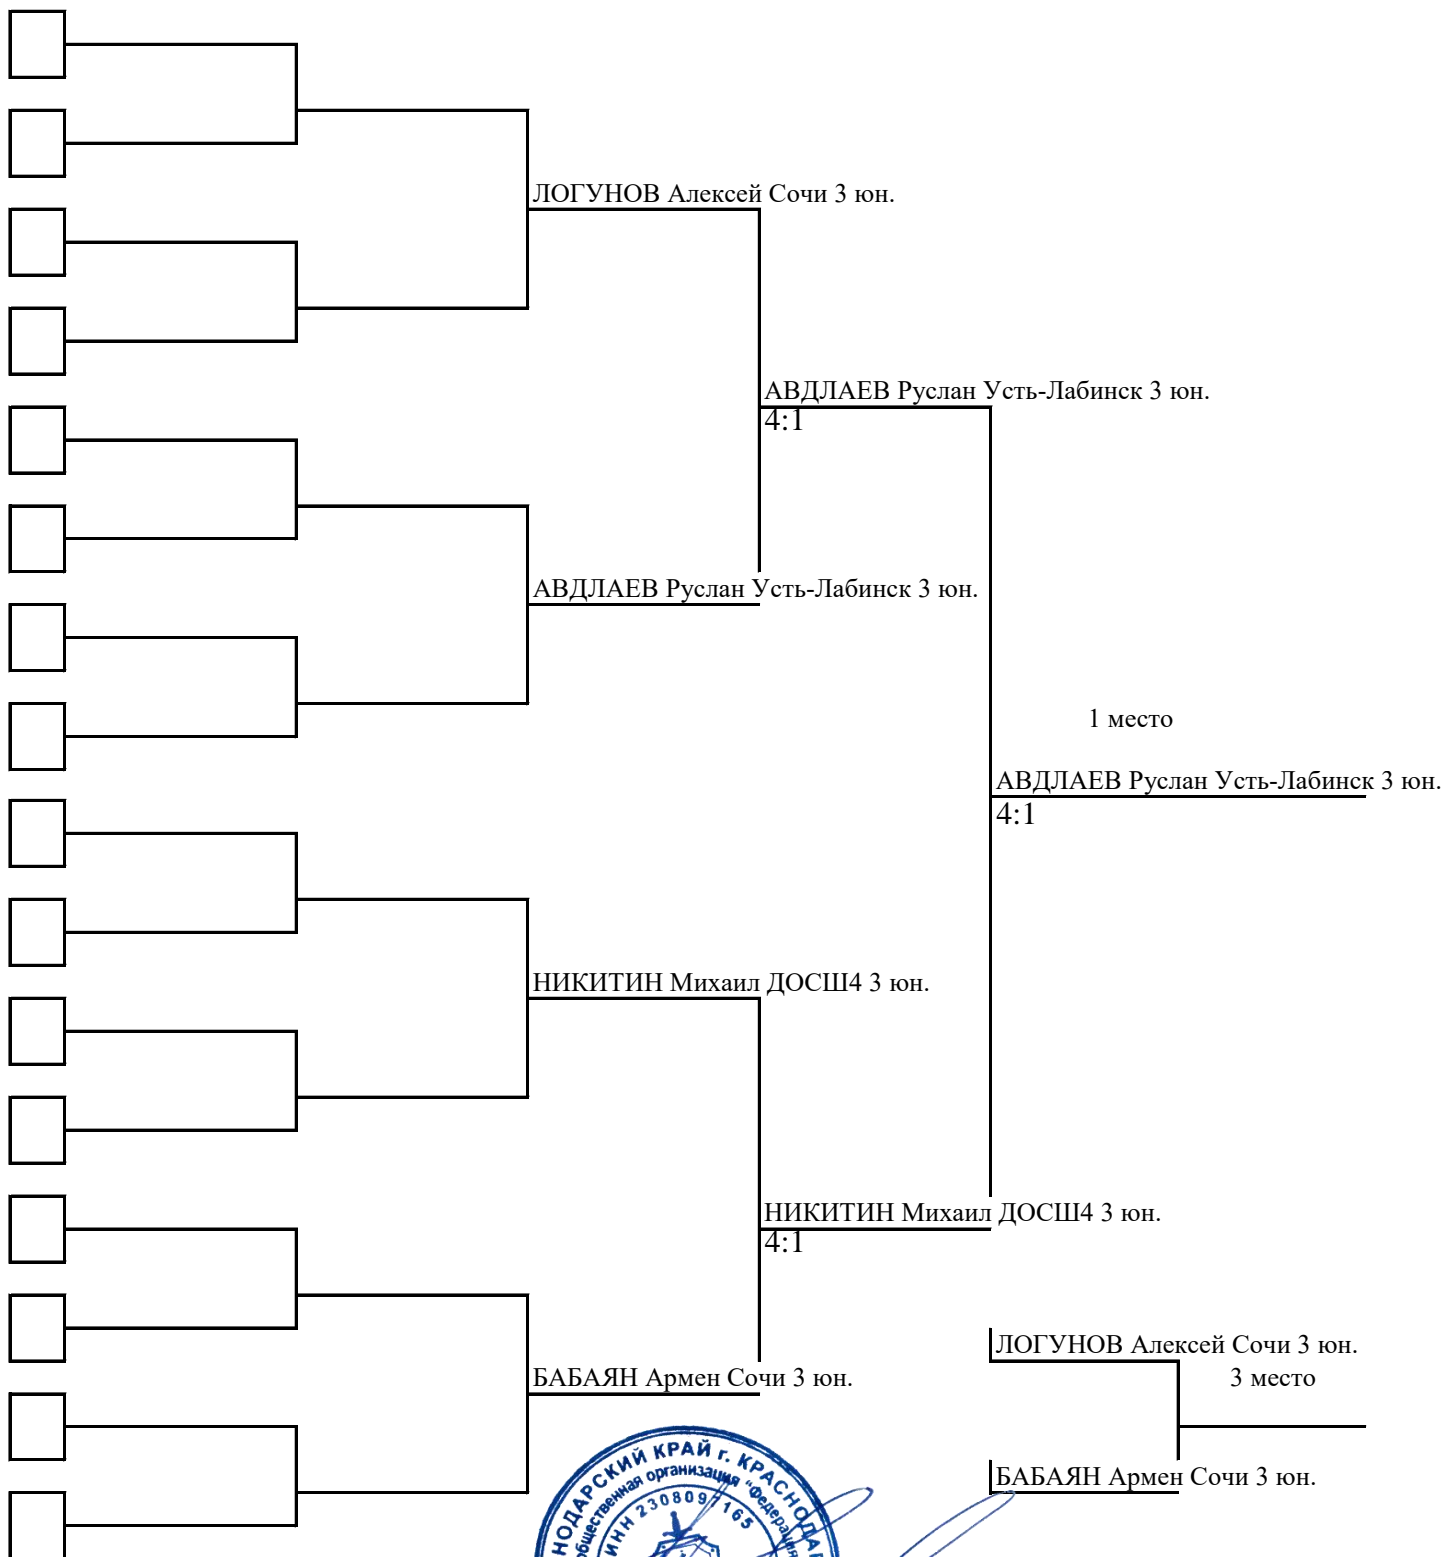 ЛОГУНОВ Алексей Сочи 3 юн.
АВДЛАЕВ Руслан Усть-Лабинск 3 юн.
4:1
АВДЛАЕВ Руслан Усть-Лабинск 3 юн.
1 место
АВДЛАЕВ Руслан Усть-Лабинск 3 юн.
4:1
НИКИТИН Михаил ДОСШ4 3 юн.
НИКИТИН Михаил ДОСШ4 3 юн.
4:1
ЛОГУНОВ Алексей Сочи 3 юн.
БАБАЯН Армен Сочи 3 юн.
3 место
БАБАЯН Армен Сочи 3 юн.
КРАЙ г.
организация "Федерация
ИНН 2308097165